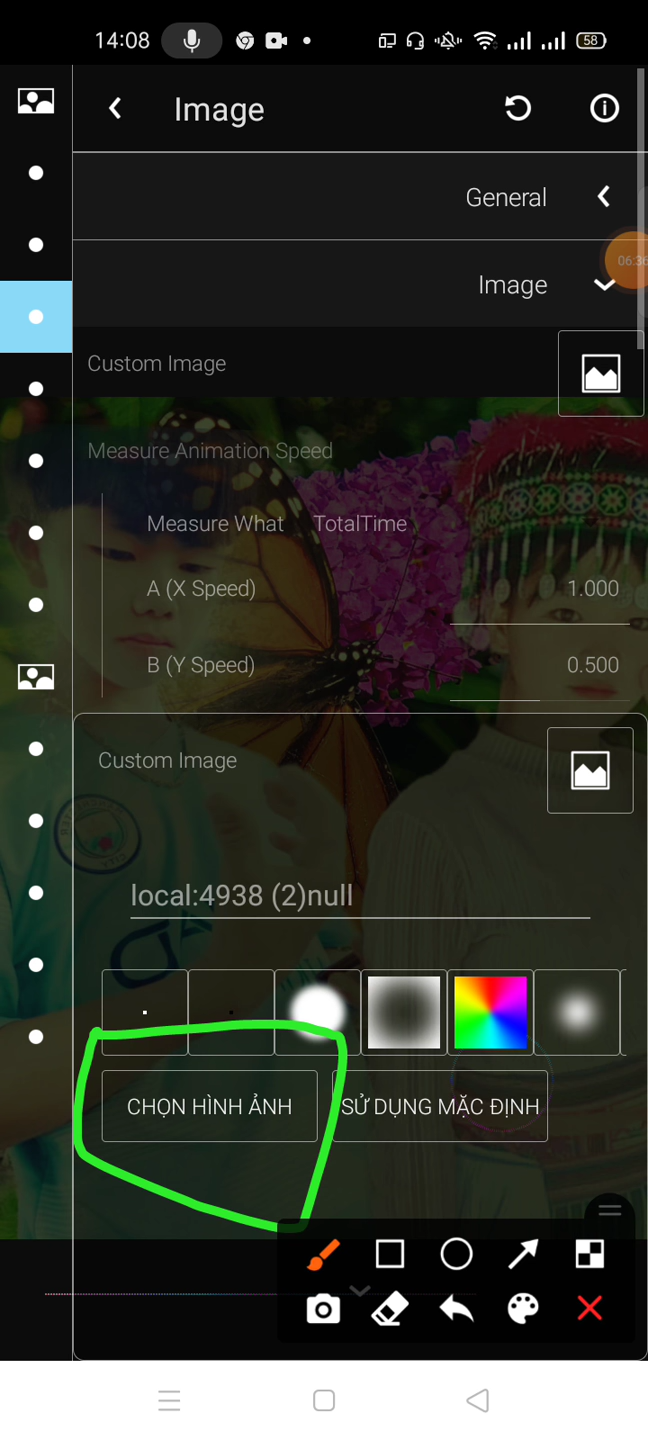 14:08
58
Image
General
06:36
Image
Custom Image
Measure Animation Speed
Measure What TotalTime
A (X Speed) 1.000
B (Y Speed) 0.500
Custom Image
local:4938 (2)null
CHỌN HÌNH ẢNH SỬ DỤNG MẶC ĐỊNH